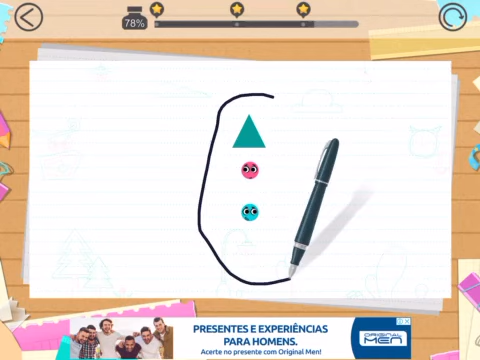 78%
PRESENTES E EXPERIÊNCIAS
PARA HOMENS.
Acerte no presente com Original Men!
ORIGINAL
MEN